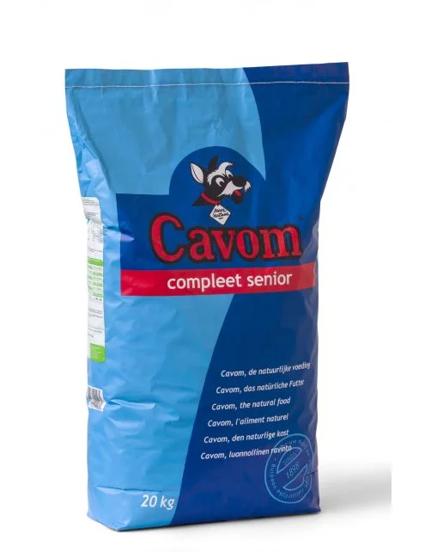 Cavom
compleet senior
Cavom, de natuurlijke voeding
Cavom, das natürliche Futter
Cavom, the natural food
Cavom, l'aliment naturel
Cavom, den naturlige kost
Cavom, luonnollinen ravinto
1898
20 kg